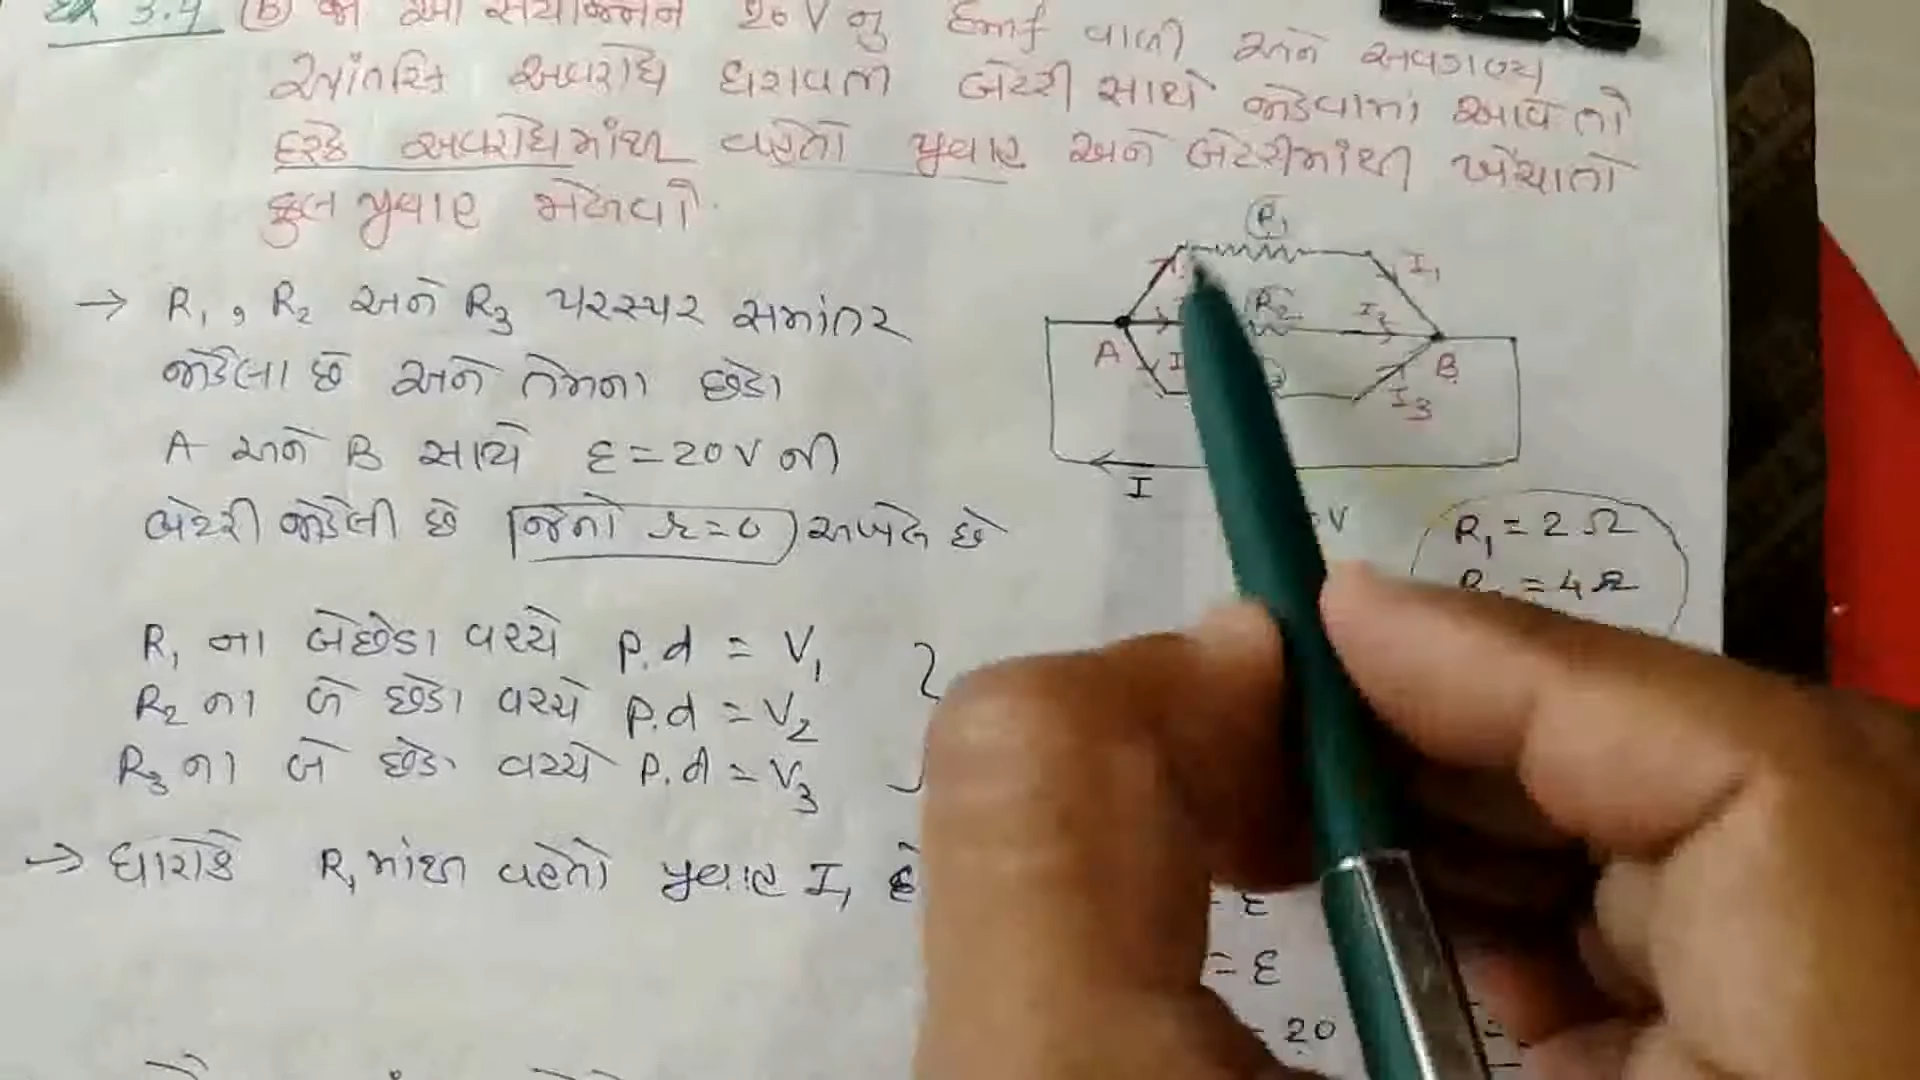 3.4 (b) જો આ સંયોજનને 20V નું emf વાળી અને અવગણ્ય
આંતરિક અવરોધ ધરાવતી બેટરી સાથે જોડવામાં આવે તો
દરેક અવરોધમાંથી વહેતો પ્રવાહ અને બેટરીમાંથી ખેંચાતો
કુલ પ્રવાહ મેળવો.
R₁
→ R₁, R₂ અને R₃ પરસ્પર સમાંતર
I₁
R₂ I₂
જોડેલા છે અને તેમના છેડા
A I B
I₃
A અને B સાથે ε=20V ની
I
બેટરી જોડેલી છે જેનો r=0 આપેલ છે
V
R₁ = 2 Ω
= 4 Ω
R₁ ના બે છેડા વચ્ચે p.d = V₁
R₂ ના બે છેડા વચ્ચે p.d = V₂
R₃ ના બે છેડા વચ્ચે p.d = V₃
→ ધારોકે R₁ માંથી વહેતો પ્રવાહ I₁
= ε
= ε
20 =